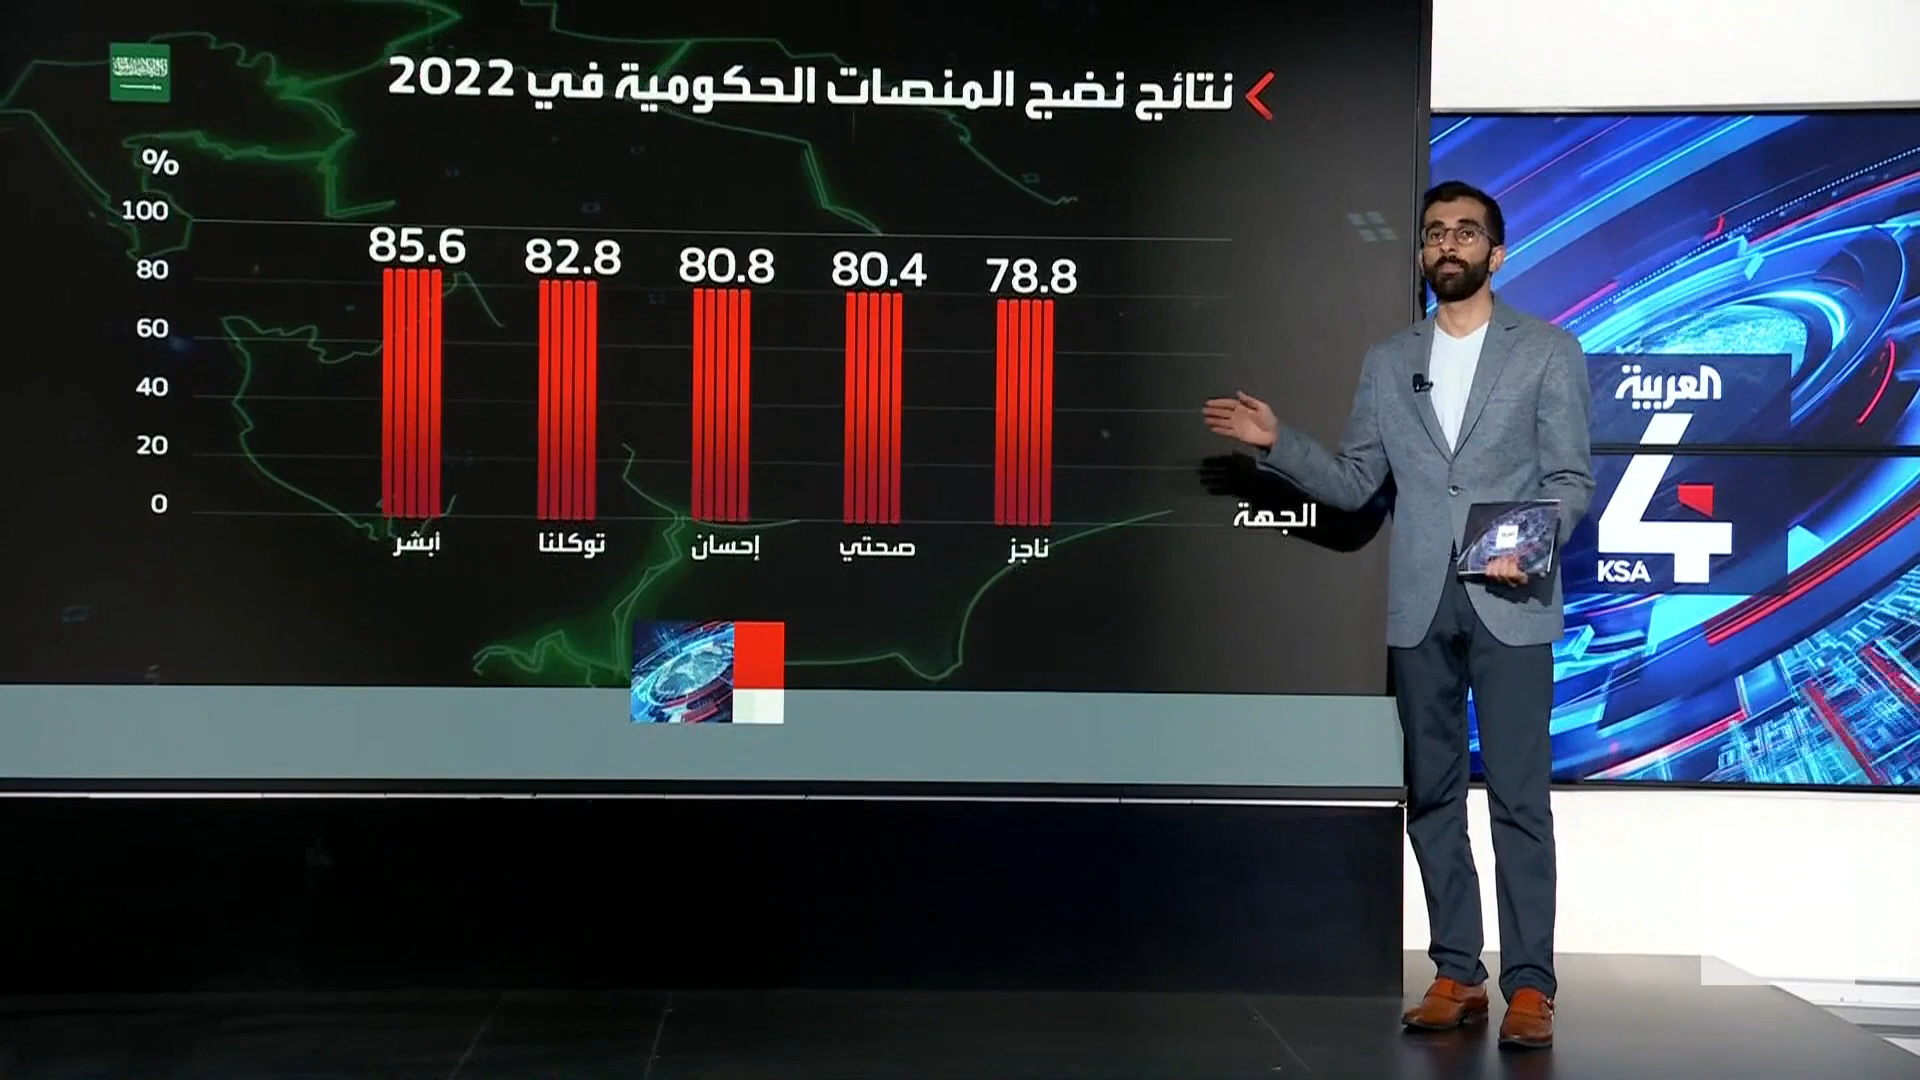 نتائج نضج المنصات الحكومية في 2022
%
100
80
60
40
20
0
85.6
82.8
80.8
80.4
78.8
أبشر
توكلنا
إحسان
صحتي
ناجز
الجهة
العربية
4
KSA